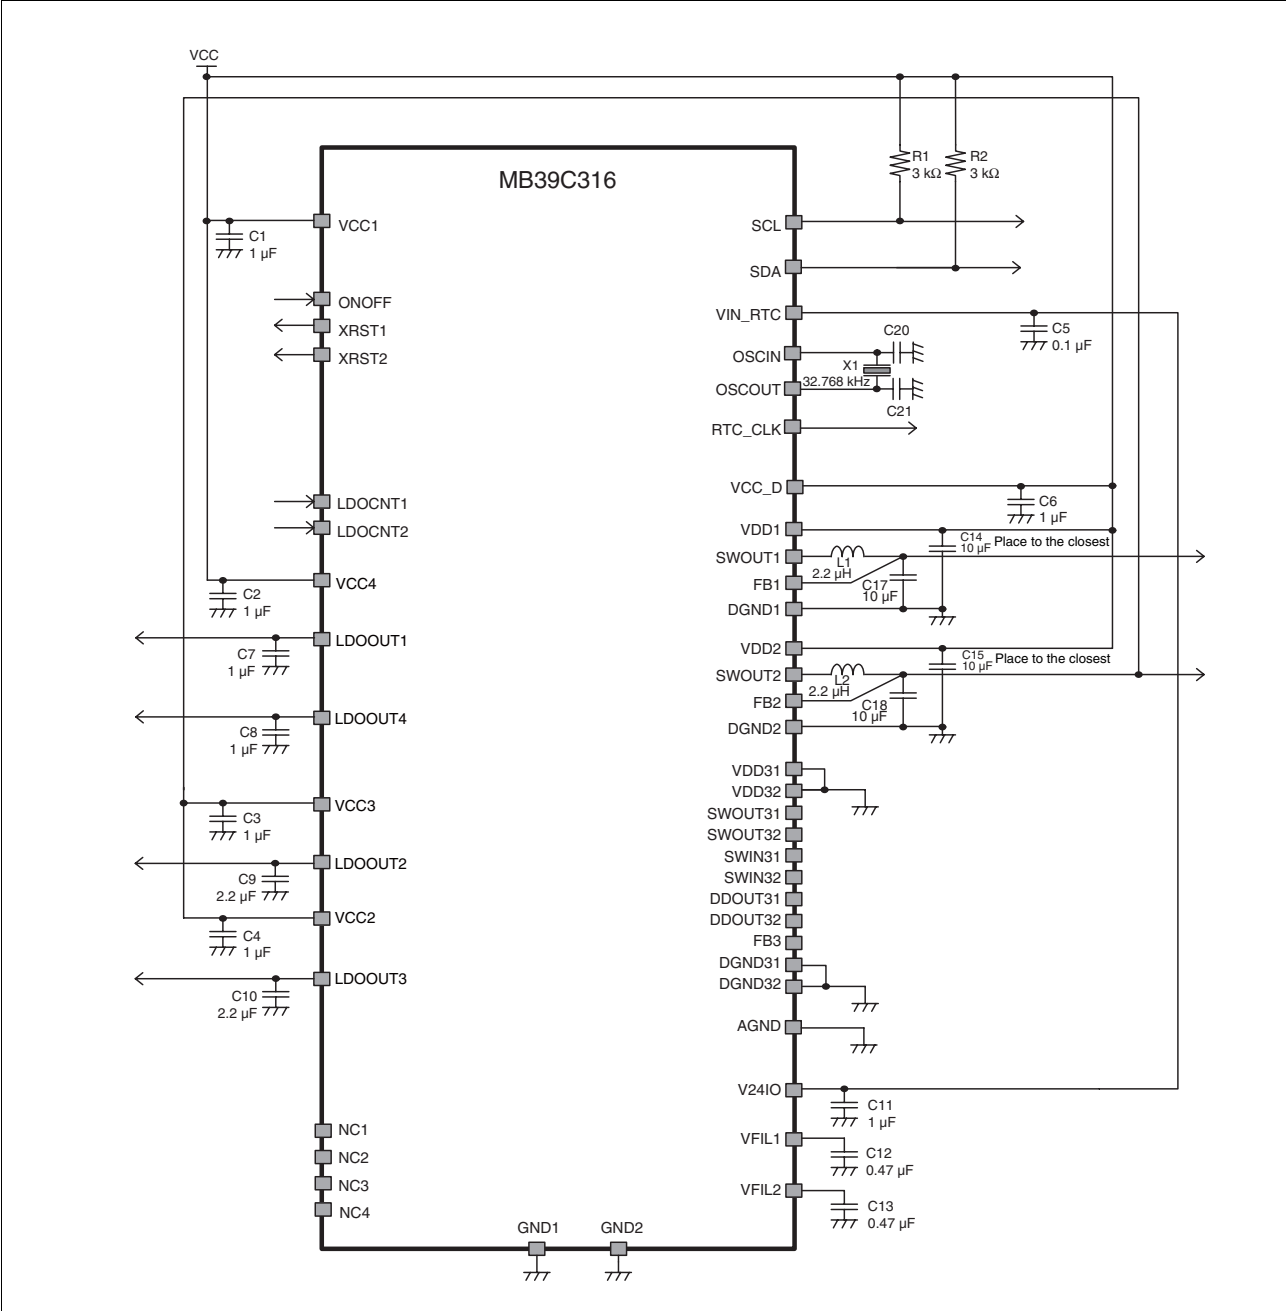 VCC
MB39C316
R1
3 kΩ
R2
3 kΩ
VCC1
C1
1 µF
SCL
SDA
ONOFF
XRST1
XRST2
VIN_RTC
C5
0.1 µF
OSCIN
C20
X1
32.768 kHz
OSCOUT
C21
RTC_CLK
LDOCNT1
LDOCNT2
VCC_D
C6
1 µF
VDD1
C14
10 µF
Place to the closest
SWOUT1
L1
2.2 µH
FB1
C17
10 µF
DGND1
VCC4
C2
1 µF
LDOOUT1
C7
1 µF
VDD2
C15
10 µF
Place to the closest
SWOUT2
L2
2.2 µH
FB2
C18
10 µF
DGND2
LDOOUT4
C8
1 µF
VDD31
VDD32
SWOUT31
SWOUT32
SWIN31
SWIN32
DDOUT31
DDOUT32
FB3
DGND31
DGND32
AGND
VCC3
C3
1 µF
LDOOUT2
C9
2.2 µF
VCC2
C4
1 µF
LDOOUT3
C10
2.2 µF
V24IO
C11
1 µF
VFIL1
C12
0.47 µF
VFIL2
C13
0.47 µF
NC1
NC2
NC3
NC4
GND1
GND2